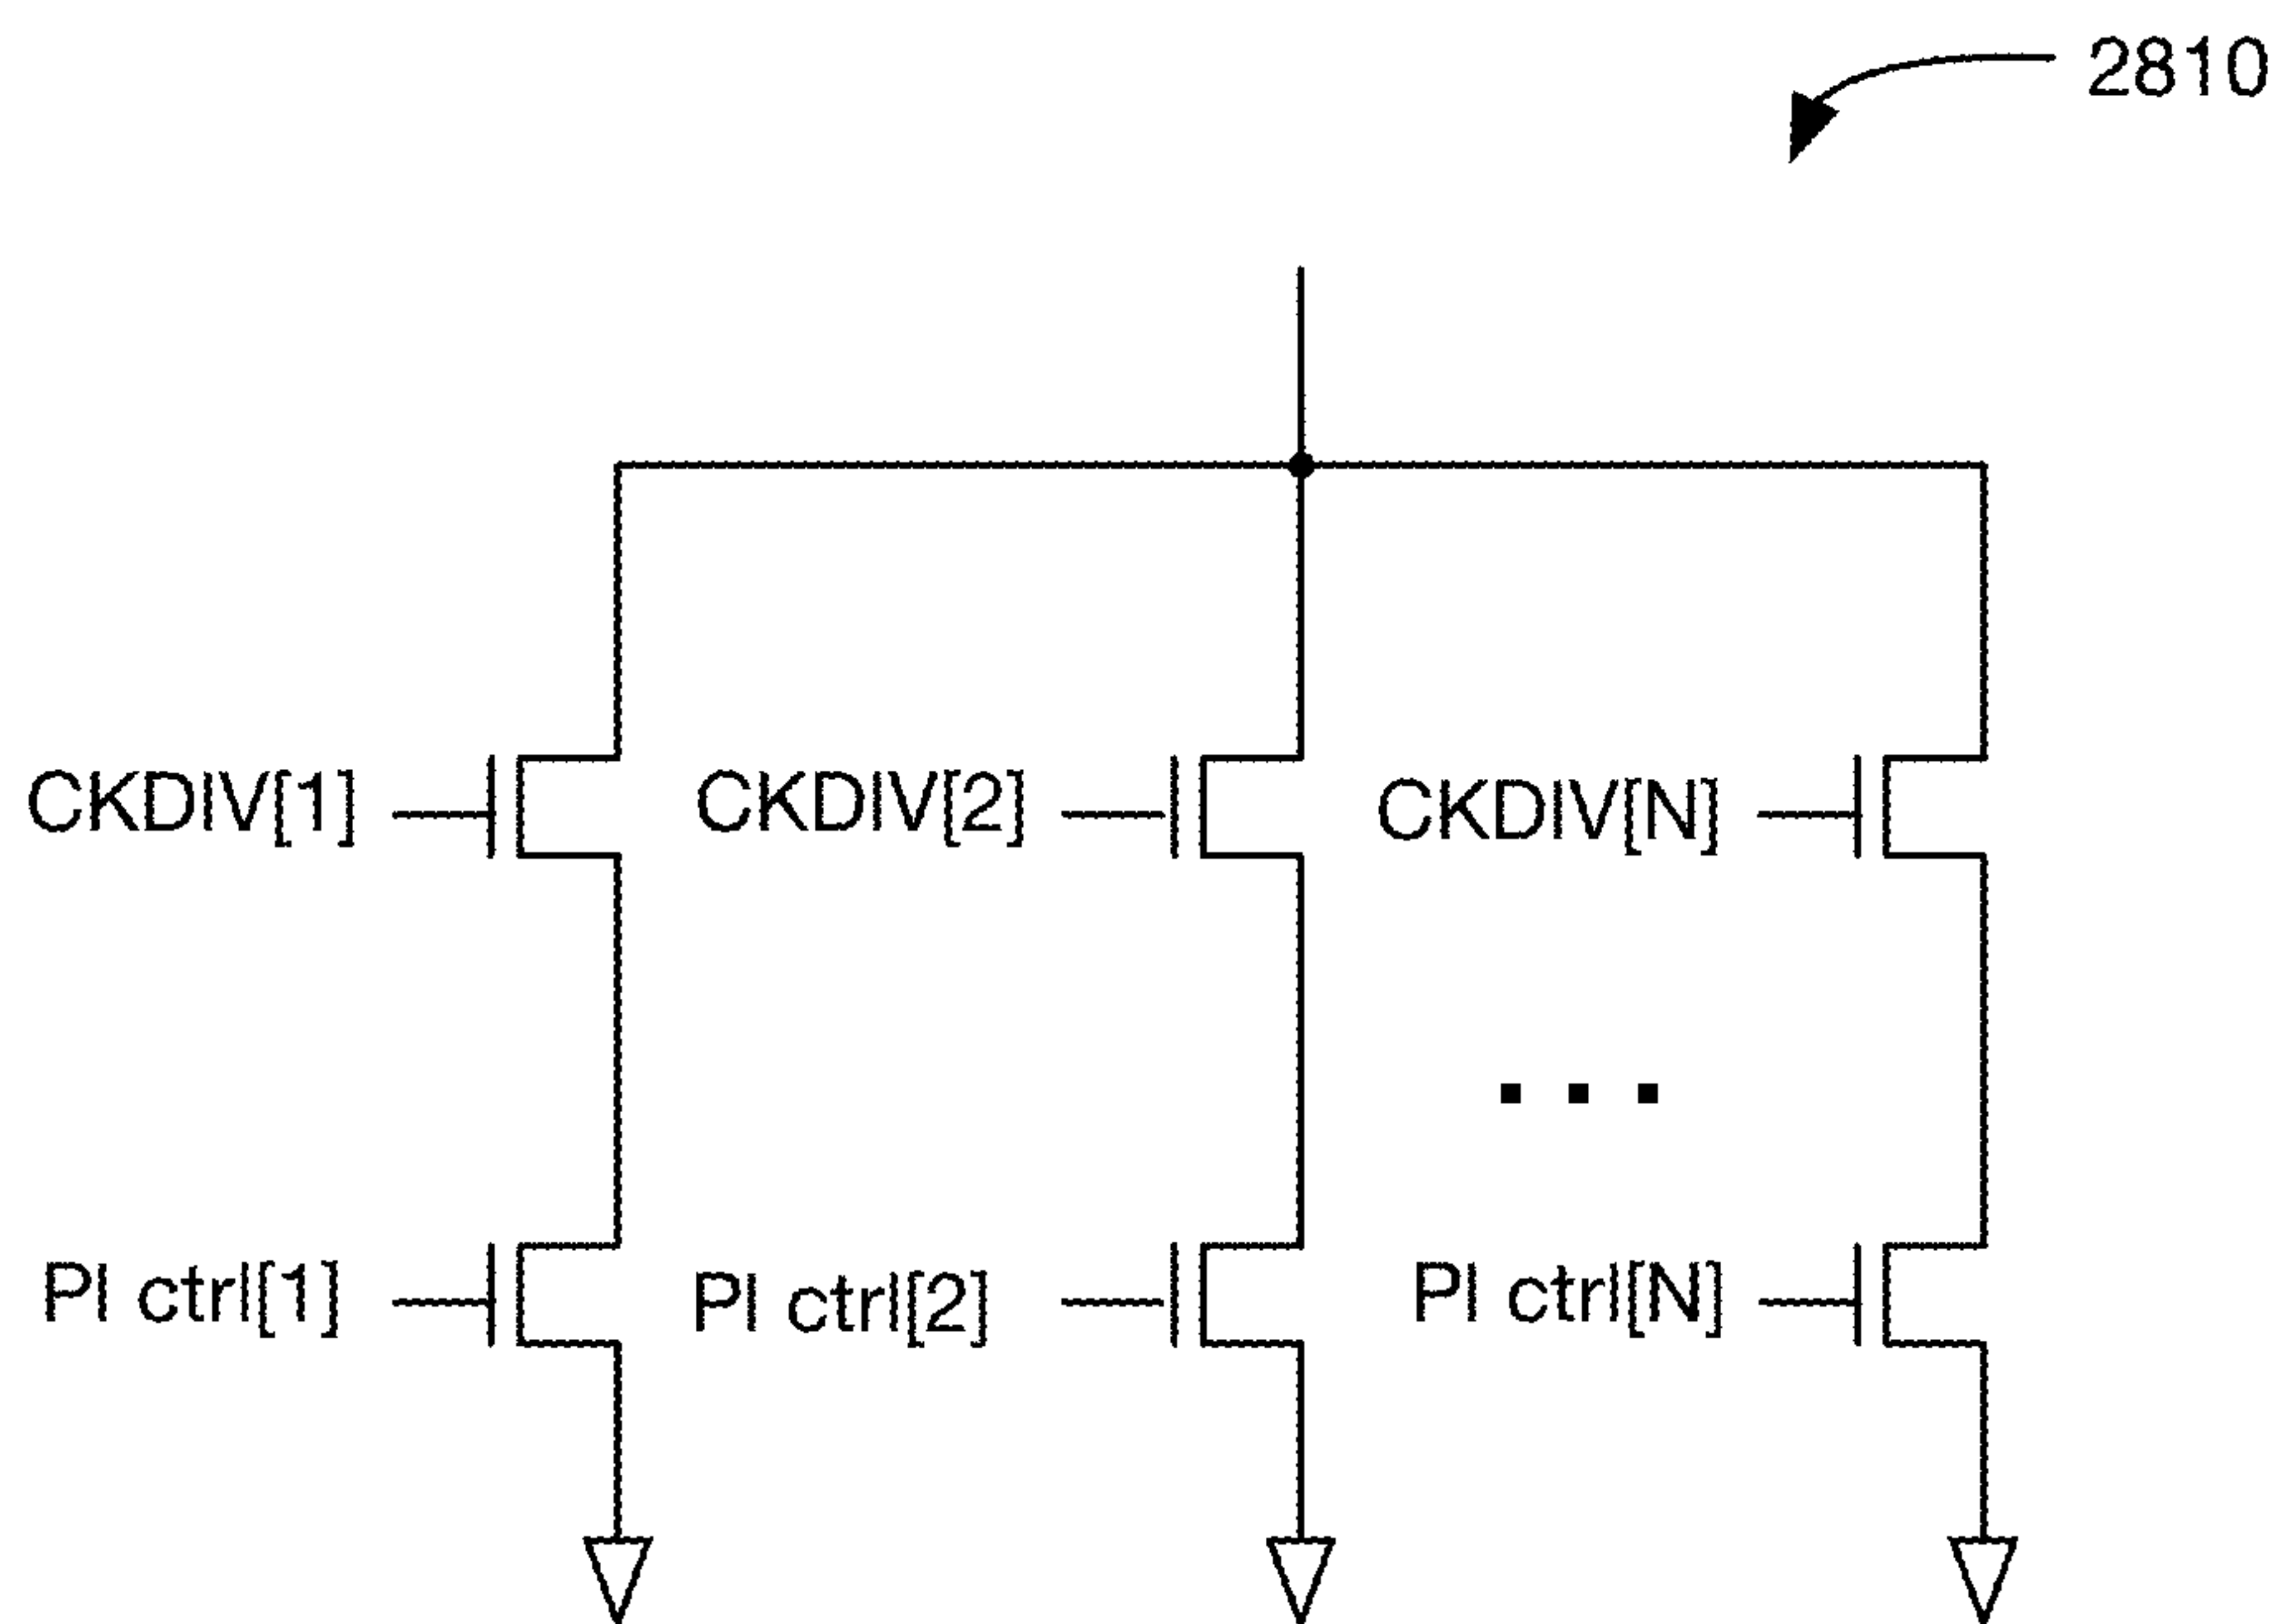 2810
CKDIV[1] CKDIV[2] CKDIV[N]
...
PI ctrl[1] PI ctrl[2] PI ctrl[N]